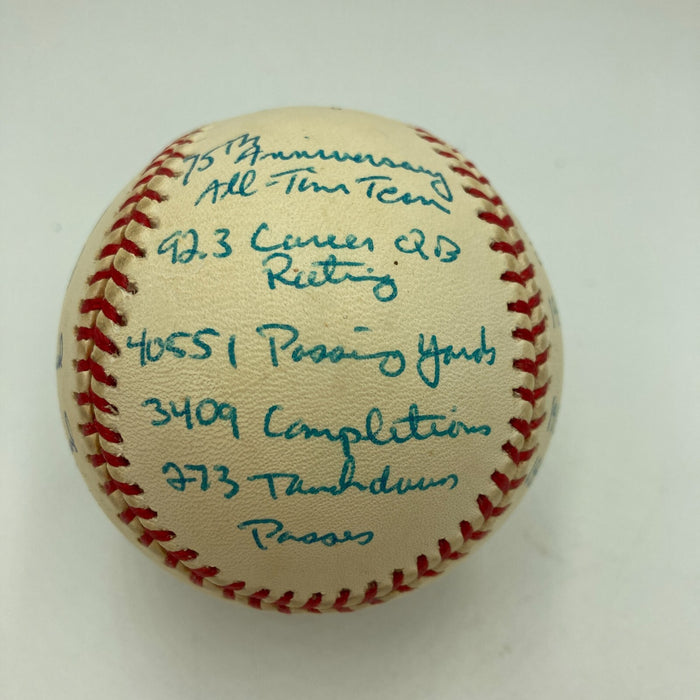 75th Anniversary
All-Time Team
92.3 Career QB
Rating
40551 Passing Yards
3409 Completions
273 Touchdown
Passes